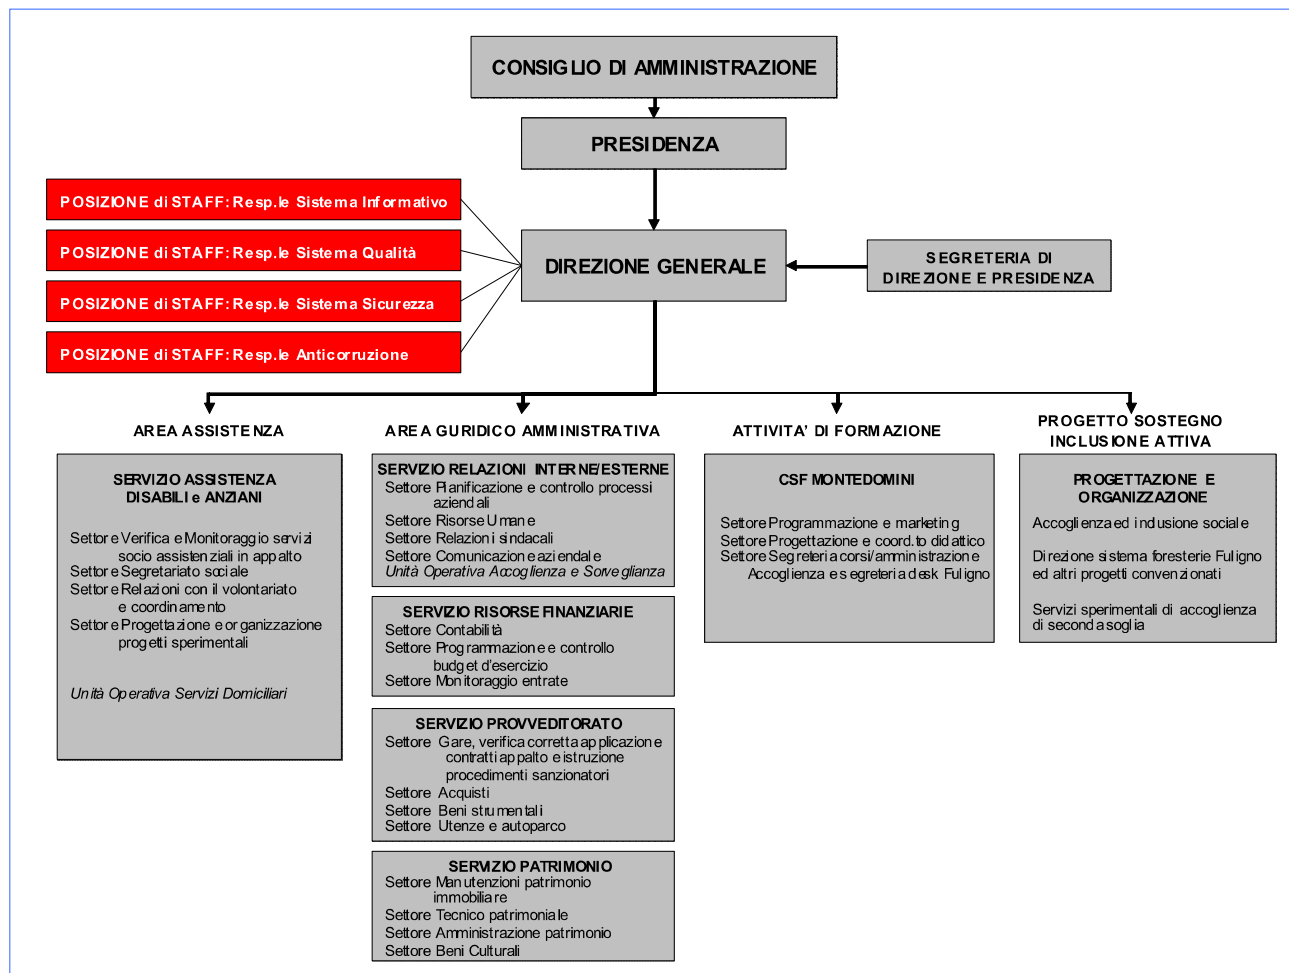 CONSIGLIO DI AMMINISTRAZIONE
PRESIDENZA
POSIZIONE di STAFF: Resp.le Sistema Informativo
POSIZIONE di STAFF: Resp.le Sistema Qualità
POSIZIONE di STAFF: Resp.le Sistema Sicurezza
POSIZIONE di STAFF: Resp.le Anticorruzione
DIREZIONE GENERALE
SEGRETERIA DI
DIREZIONE E PRESIDENZA
AREA ASSISTENZA
SERVIZIO ASSISTENZA
DISABILI e ANZIANI
Settore Verifica e Monitoraggio servizi
socio assistenziali in appalto
Settore Segretariato sociale
Settore Relazioni con il volontariato
e coordinamento
Settore Progettazione e organizzazione
progetti sperimentali
Unità Operativa Servizi Domiciliari
AREA GURIDICO AMMINISTRATIVA
SERVIZIO RELAZIONI INTERNE/ESTERNE
Settore Pianificazione e controllo processi
aziendali
Settore Risorse Umane
Settore Relazioni sindacali
Settore Comunicazione aziendale
Unità Operativa Accoglienza e Sorveglianza
SERVIZIO RISORSE FINANZIARIE
Settore Contabilità
Settore Programmazione e controllo
budget d'esercizio
Settore Monitoraggio entrate
SERVIZIO PROVVEDITORATO
Settore Gare, verifica corretta applicazione
contratti appalto e istruzione
procedimenti sanzionatori
Settore Acquisti
Settore Beni strumentali
Settore Utenze e autoparco
SERVIZIO PATRIMONIO
Settore Manutenzioni patrimonio
immobiliare
Settore Tecnico patrimoniale
Settore Amministrazione patrimonio
Settore Beni Culturali
ATTIVITA' DI FORMAZIONE
CSF MONTEDOMINI
Settore Programmazione e marketing
Settore Progettazione e coord.to didattico
Settore Segreteria corsi/amministrazione
Accoglienza e segreteria desk Fuligno
PROGETTO SOSTEGNO
INCLUSIONE ATTIVA
PROGETTAZIONE E
ORGANIZZAZIONE
Accoglienza ed inclusione sociale
Direzione sistema foresterie Fuligno
ed altri progetti convenzionati
Servizi sperimentali di accoglienza
di seconda soglia